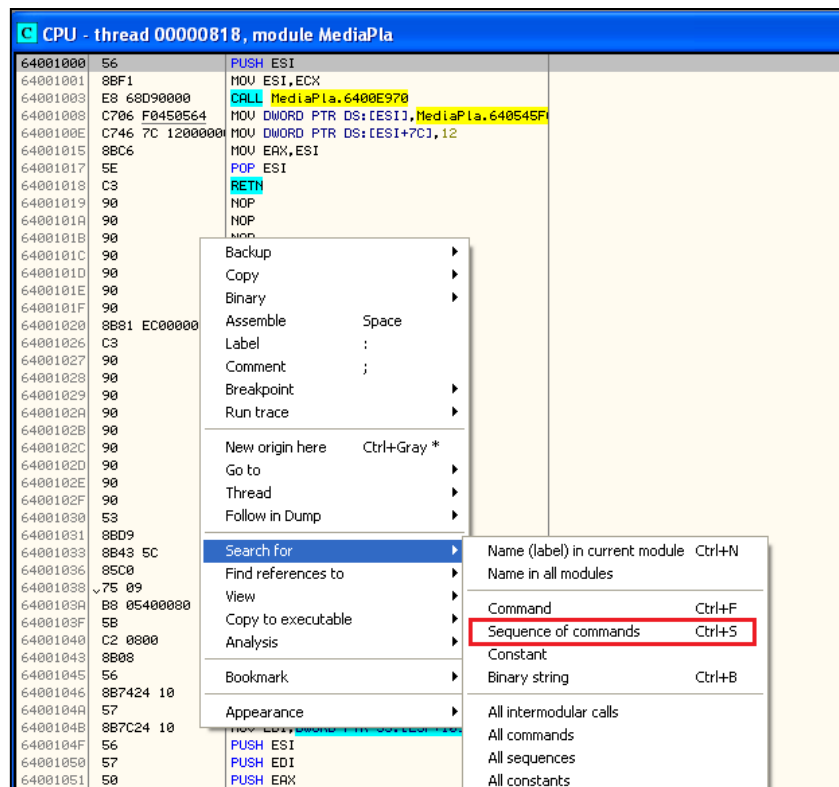 C CPU - thread 00000818, module MediaPla
64001000 56 PUSH ESI
64001001 8BF1 MOV ESI,ECX
64001003 E8 68D90000 CALL MediaPla.6400E970
64001008 C706 F0450564 MOV DWORD PTR DS:[ESI],MediaPla.640545F
6400100E C746 7C 1200000 MOV DWORD PTR DS:[ESI+7C],12
64001015 8BC6 MOV EAX,ESI
64001017 5E POP ESI
64001018 C3 RETN
64001019 90 NOP
6400101A 90 NOP
6400101B 90 NOP
6400101C 90 Backup
6400101D 90 Copy
6400101E 90 Binary
6400101F 90
64001020 8B81 EC00000 Assemble Space
64001026 C3 Label :
64001027 90 Comment ;
64001028 90
64001029 90 Breakpoint
6400102A 90 Run trace
6400102B 90
6400102C 90 New origin here Ctrl+Gray *
6400102D 90 Go to
6400102E 90 Thread
6400102F 90 Follow in Dump
64001030 53
64001031 8BD9
64001033 8B43 5C Search for Name (label) in current module Ctrl+N
64001036 85C0 Find references to Name in all modules
64001038 75 09 View
6400103A B8 05400080 Command Ctrl+F
6400103F 5B Copy to executable Sequence of commands Ctrl+S
64001040 C2 0800 Analysis Constant
64001043 8B08
64001045 56 Bookmark Binary string Ctrl+B
64001046 8B7424 10
6400104A 57 Appearance All intermodular calls
6400104B 8B7C24 10 All commands
6400104F 56 PUSH ESI
64001050 57 PUSH EDI All sequences
64001051 50 PUSH EAX All constants